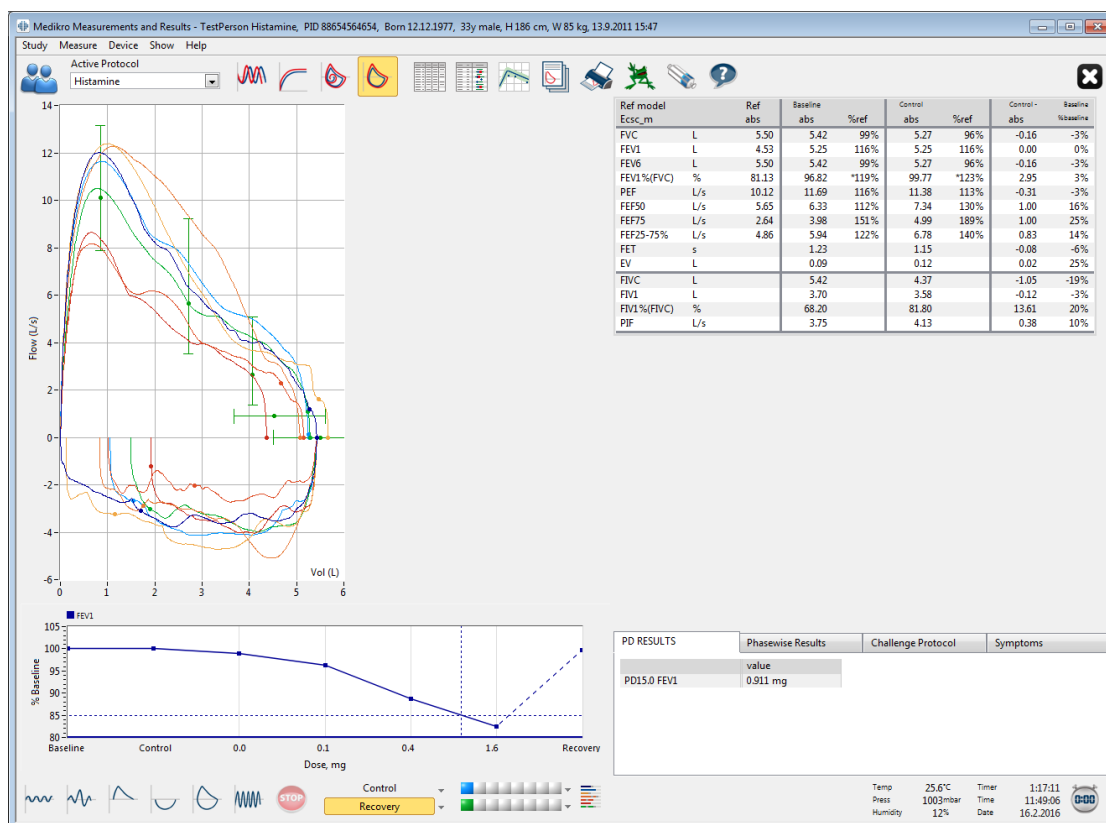 Medikro Measurements and Results - TestPerson Histamine, PID 88654564654, Born 12.12.1977, 33y male, H 186 cm, W 85 kg, 13.9.2011 15:47
Study Measure Device Show Help
Active Protocol
Histamine
Flow (L/s)
14
12
10
8
6
4
2
0
-2
-4
-6
0 1 2 3 4 5 6
Vol (L)
Ref model Ref Baseline Control Control - Baseline
Ecsc_m abs abs %ref abs %ref abs %baseline
FVC L 5.50 5.42 99% 5.27 96% -0.16 -3%
FEV1 L 4.53 5.25 116% 5.25 116% 0.00 0%
FEV6 L 5.50 5.42 99% 5.27 96% -0.16 -3%
FEV1%(FVC) % 81.13 96.82 *119% 99.77 *123% 2.95 3%
PEF L/s 10.12 11.69 116% 11.38 113% -0.31 -3%
FEF50 L/s 5.65 6.33 112% 7.34 130% 1.00 16%
FEF75 L/s 2.64 3.98 151% 4.99 189% 1.00 25%
FEF25-75% L/s 4.86 5.94 122% 6.78 140% 0.83 14%
FET s 1.23 1.15 -0.08 -6%
EV L 0.09 0.12 0.02 25%
FIVC L 5.42 4.37 -1.05 -19%
FIV1 L 3.70 3.58 -0.12 -3%
FIV1%(FIVC) % 68.20 81.80 13.61 20%
PIF L/s 3.75 4.13 0.38 10%
FEV1
% Baseline
105
100
95
90
85
80
Baseline Control 0.0 0.1 0.4 1.6 Recovery
Dose, mg
PD RESULTS Phasewise Results Challenge Protocol Symptoms
value
PD15.0 FEV1 0.911 mg
STOP
Control
Recovery
Temp 25.6°C Timer 1:17:11
Press 1003mbar Time 11:49:06
Humidity 12% Date 16.2.2016
0:00